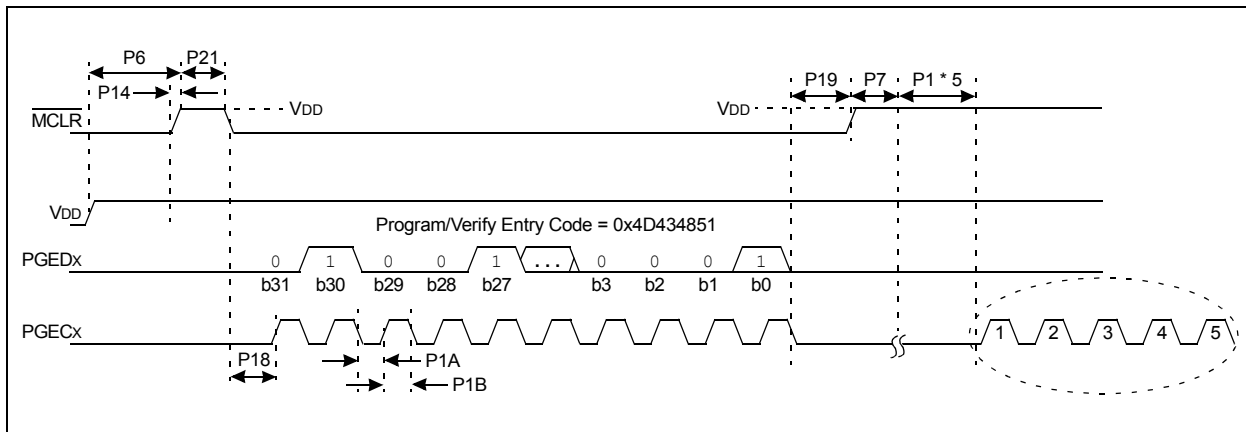 P6 P21
P19 P7 P1 * 5
P14
VDD VDD
MCLR
VDD
Program/Verify Entry Code = 0x4D434851
PGEDx 0 1 0 0 1 ... 0 0 0 1
b31 b30 b29 b28 b27 b3 b2 b1 b0
PGECx 1 2 3 4 5
P18 P1A
P1B